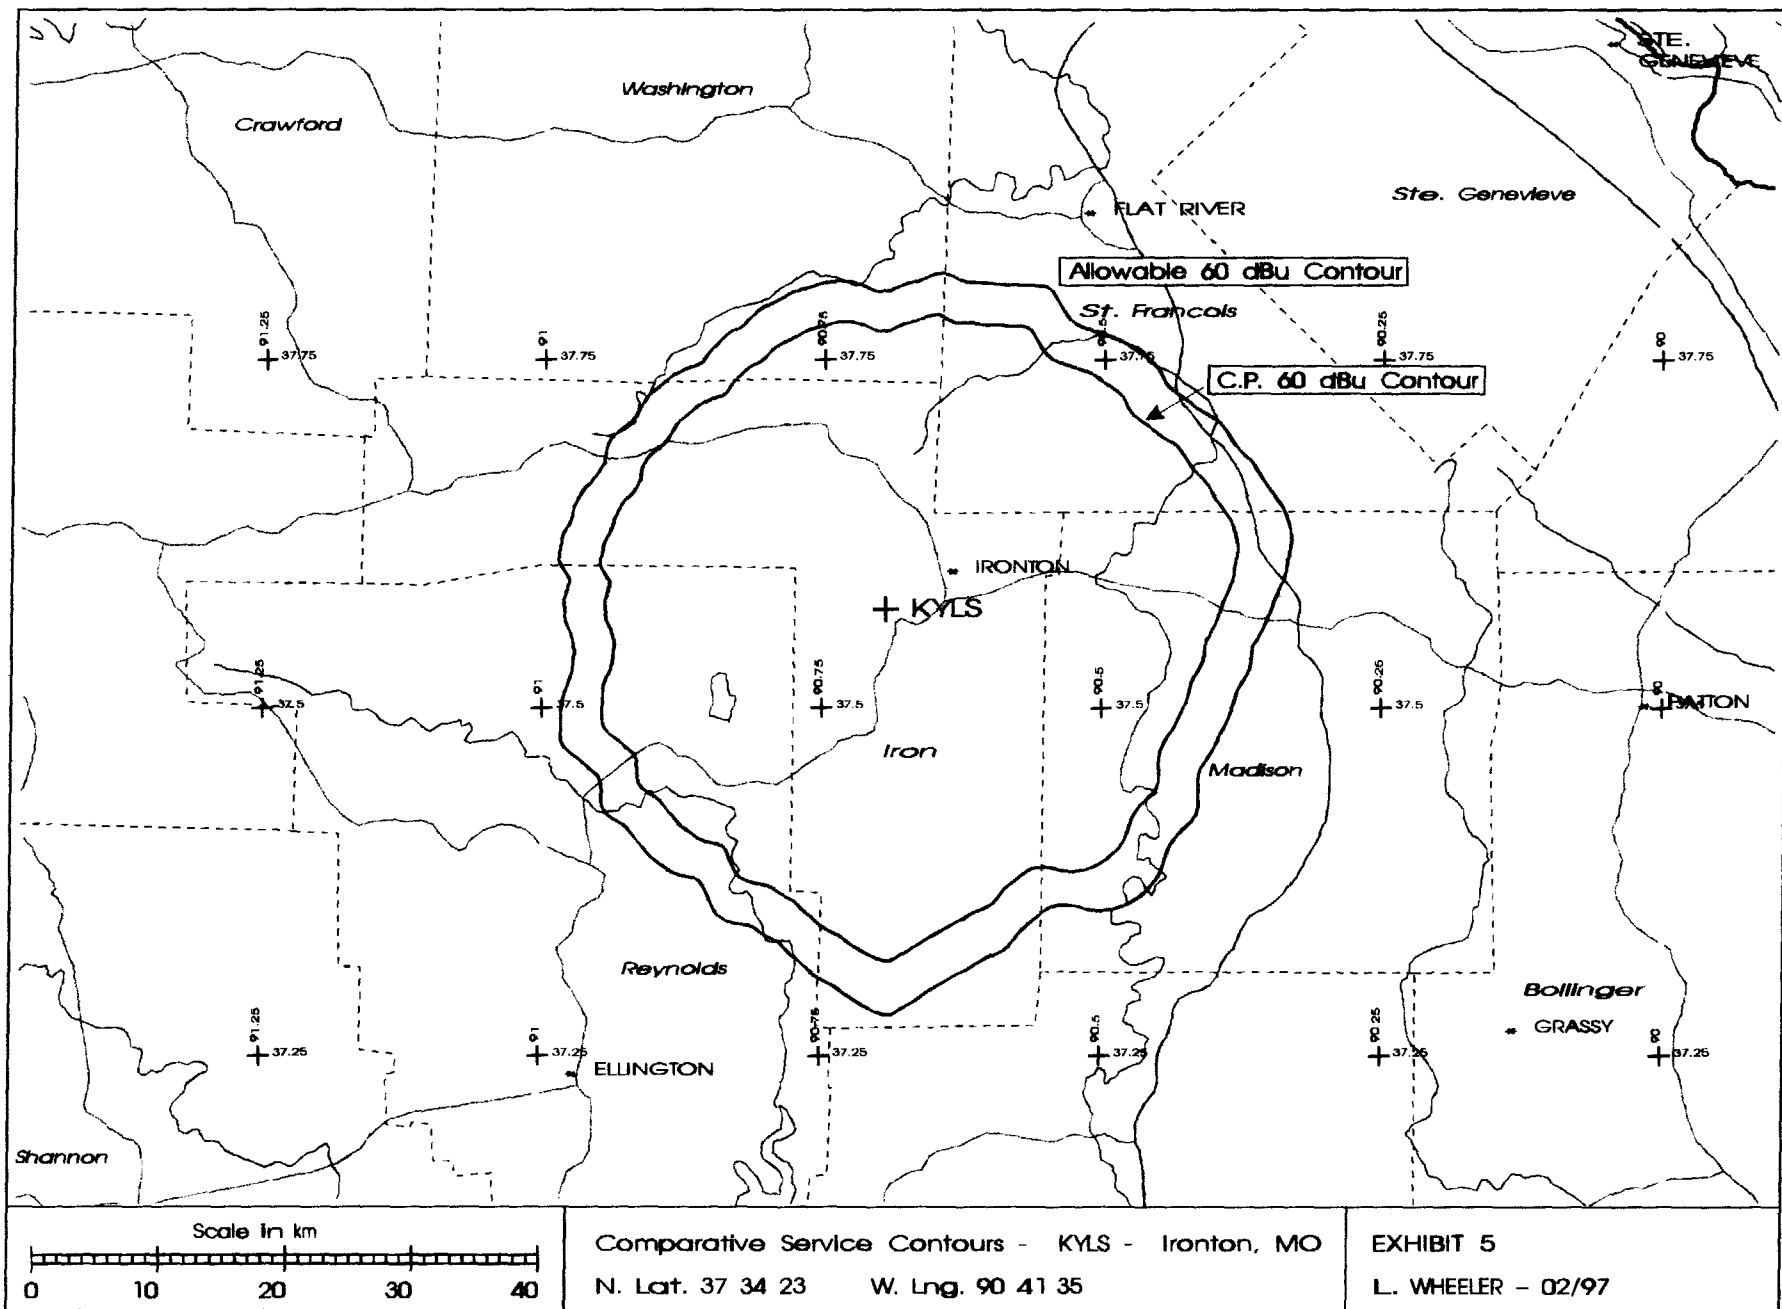 STE.
GENEVIEVE
Washington
Crawford
Ste. Genevieve
FLAT RIVER
Allowable 60 dBu Contour
St. Francois
91.25 37.75
91 37.75
90.75 37.75
90.5 37.75
90.25 37.75
90 37.75
C.P. 60 dBu Contour
IRONTON
KYLS
91.25 37.5
91 37.5
90.75 37.5
90.5 37.5
90.25 37.5
90
PATTON
Iron
Madison
Reynolds
Bollinger
GRASSY
91.25 37.25
91 37.25
90.75 37.25
90.5 37.25
90.25 37.25
90 37.25
ELLINGTON
Shannon
Scale in km
0 10 20 30 40
Comparative Service Contours - KYLS - Ironton, MO
N. Lat. 37 34 23 W. Lng. 90 41 35
EXHIBIT 5
L. WHEELER - 02/97